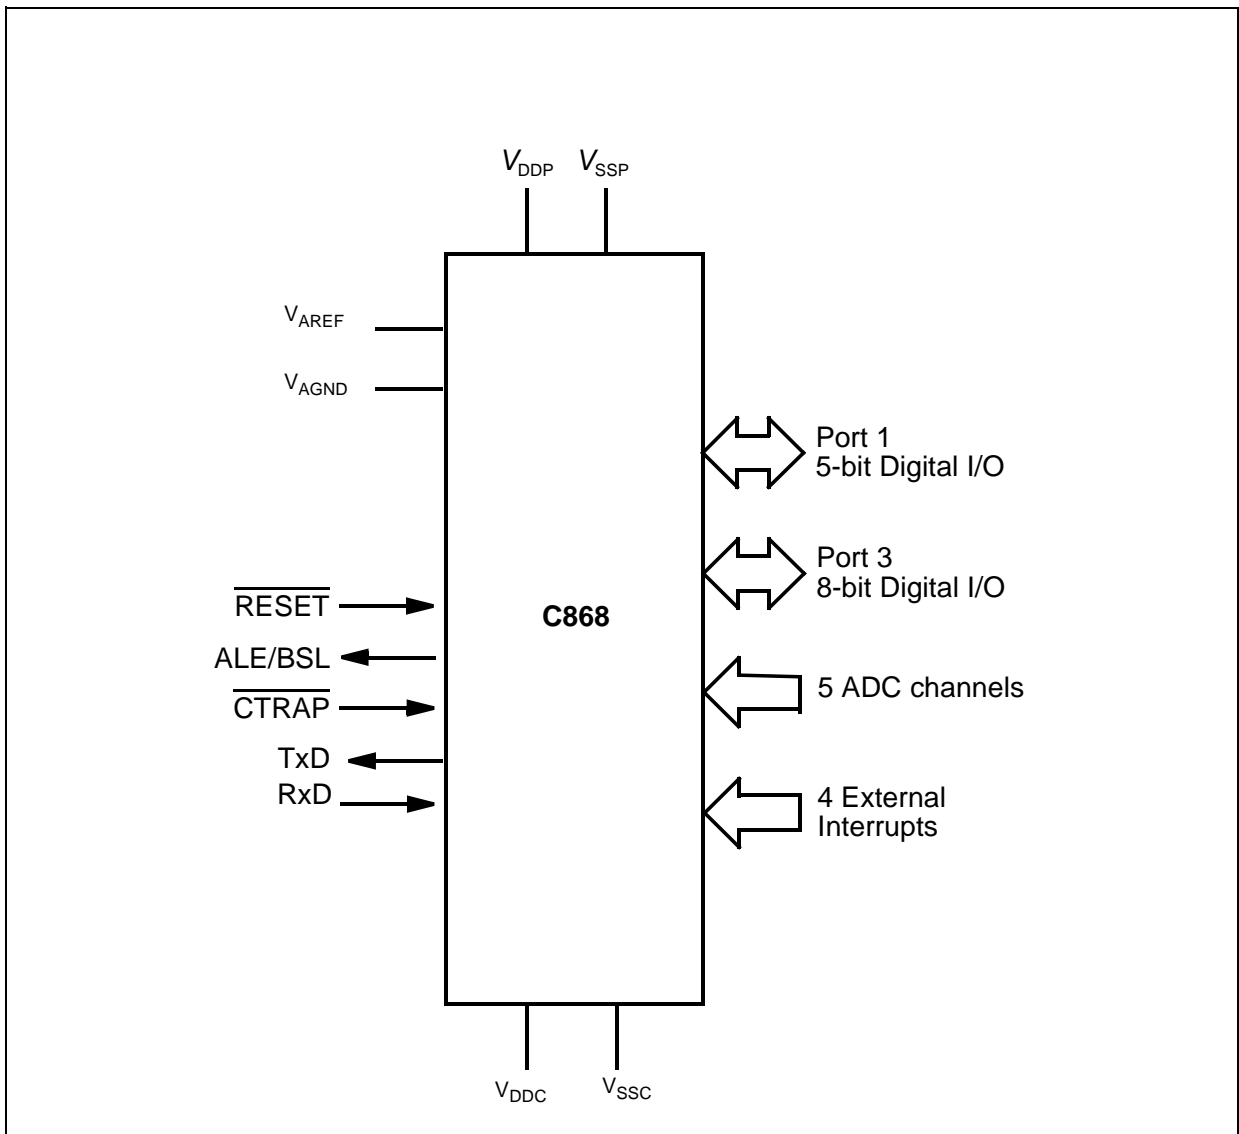 VDDP VSSP
VAREF
VAGND
Port 1
5-bit Digital I/O
Port 3
8-bit Digital I/O
RESET
C868
ALE/BSL
5 ADC channels
CTRAP
TxD
RxD
4 External
Interrupts
VDDC VSSC